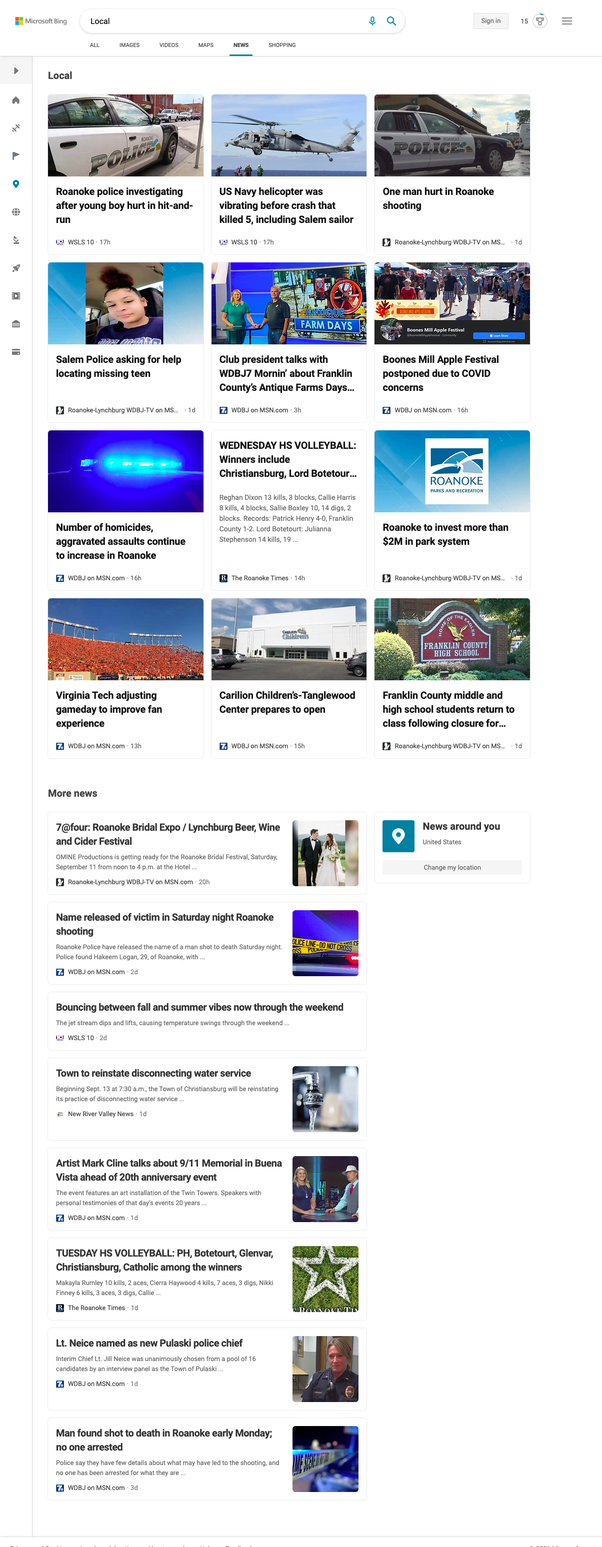 Microsoft Bing
Local
Sign in
15
ALL
IMAGES
VIDEOS
MAPS
NEWS
SHOPPING
Local
POLICE
Roanoke police investigating
after young boy hurt in hit-and-
run
WSLS 10 · 17h
US Navy helicopter was
vibrating before crash that
killed 5, including Salem sailor
WSLS 10 · 17h
POLICE
One man hurt in Roanoke
shooting
Roanoke-Lynchburg WDBJ-TV on MS... · 1d
Salem Police asking for help
locating missing teen
Roanoke-Lynchburg WDBJ-TV on MS... · 1d
ANTIQUE
FARM DAYS
Club president talks with
WDBJ7 Mornin' about Franklin
County's Antique Farms Days...
WDBJ on MSN.com · 3h
Boones Mill Apple Festival
Boones Mill Apple Festival
postponed due to COVID
concerns
WDBJ on MSN.com · 16h
Number of homicides,
aggravated assaults continue
to increase in Roanoke
WDBJ on MSN.com · 16h
WEDNESDAY HS VOLLEYBALL:
Winners include
Christiansburg, Lord Botetour...
Reghan Dixon 13 kills, 3 blocks, Callie Harris
8 kills, 4 blocks, Sallie Boxley 10, 14 digs, 2
blocks. Records: Patrick Henry 4-0, Franklin
County 1-2. Lord Botetourt: Julianna
Stephenson 14 kills, 19 ...
The Roanoke Times · 14h
ROANOKE
PARKS AND RECREATION
Roanoke to invest more than
$2M in park system
Roanoke-Lynchburg WDBJ-TV on MS... · 1d
Virginia Tech adjusting
gameday to improve fan
experience
WDBJ on MSN.com · 13h
Children's
Carilion Children's-Tanglewood
Center prepares to open
WDBJ on MSN.com · 15h
HOME OF THE EAGLES
FRANKLIN COUNTY
HIGH SCHOOL
Franklin County middle and
high school students return to
class following closure for...
Roanoke-Lynchburg WDBJ-TV on MS... · 1d
More news
7@four: Roanoke Bridal Expo / Lynchburg Beer, Wine
and Cider Festival
OMINE Productions is getting ready for the Roanoke Bridal Festival, Saturday,
September 11 from noon to 4 p.m. at the Hotel ...
Roanoke-Lynchburg WDBJ-TV on MSN.com · 20h
News around you
United States
Change my location
Name released of victim in Saturday night Roanoke
shooting
Roanoke Police have released the name of a man shot to death Saturday night.
Police found Hakeem Logan, 29, of Roanoke, with ...
WDBJ on MSN.com · 2d
POLICE LINE-DO NOT CROSS
Bouncing between fall and summer vibes now through the weekend
The jet stream dips and lifts, causing temperature swings through the weekend ...
WSLS 10 · 2d
Town to reinstate disconnecting water service
Beginning Sept. 13 at 7:30 a.m., the Town of Christiansburg will be reinstating
its practice of disconnecting water service ...
New River Valley News · 1d
Artist Mark Cline talks about 9/11 Memorial in Buena
Vista ahead of 20th anniversary event
The event features an art installation of the Twin Towers. Speakers with
personal testimonies of that day's events 20 years ...
WDBJ on MSN.com · 1d
TUESDAY HS VOLLEYBALL: PH, Botetourt, Glenvar,
Christiansburg, Catholic among the winners
Makayla Rumley 10 kills, 2 aces, Cierra Haywood 4 kills, 7 aces, 3 digs, Nikki
Finney 6 kills, 3 aces, 3 digs, Callie ...
The Roanoke Times · 1d
Lt. Neice named as new Pulaski police chief
Interim Chief Lt. Jill Neice was unanimously chosen from a pool of 16
candidates by an interview panel as the Town of Pulaski ...
WDBJ on MSN.com · 1d
Man found shot to death in Roanoke early Monday;
no one arrested
Police say they have few details about what may have led to the shooting, and
no one has been arrested for what they are ...
WDBJ on MSN.com · 3d